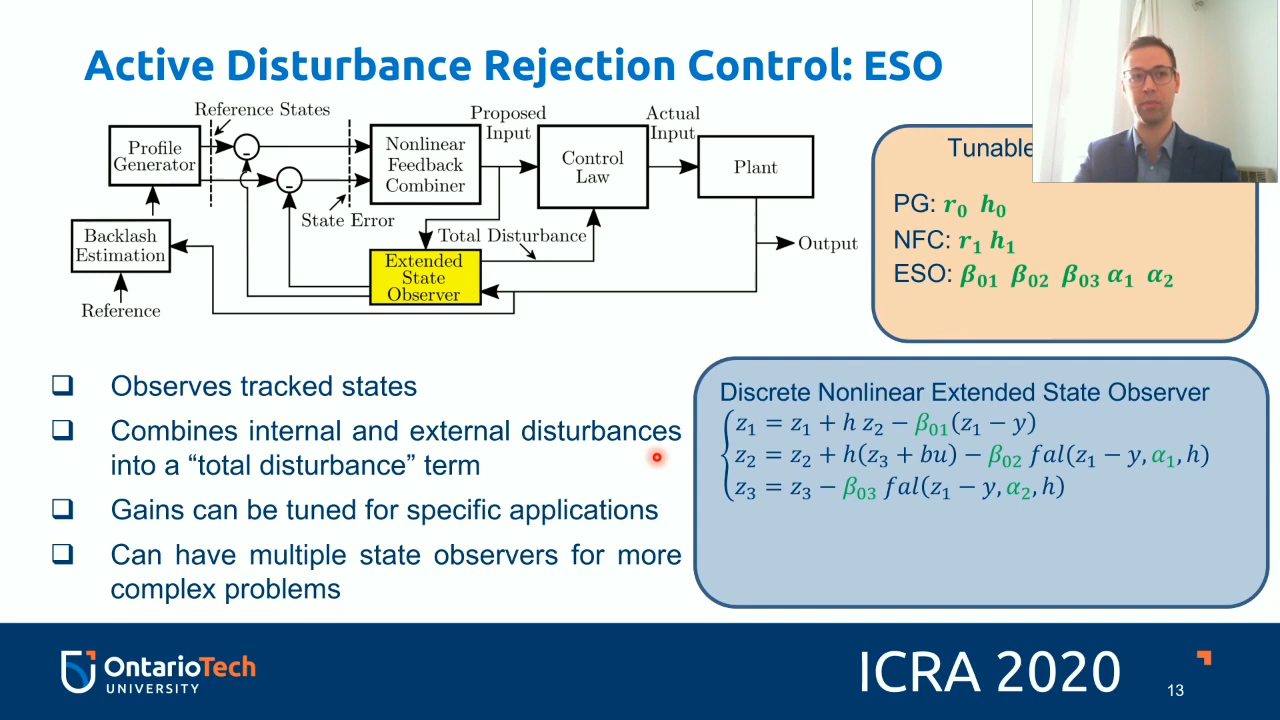 Active Disturbance Rejection Control: ESO
Reference States
Proposed
Input
Actual
Input
Profile
Generator
-
-
Nonlinear
Feedback
Combiner
Control
Law
Plant
State Error
Backlash
Estimation
Total Disturbance
Output
Extended
State
Observer
Reference
Tunable
PG: r₀ h₀
NFC: r₁ h₁
ESO: β₀₁ β₀₂ β₀₃ α₁ α₂
❑ Observes tracked states
❑ Combines internal and external disturbances
into a “total disturbance” term
❑ Gains can be tuned for specific applications
❑ Can have multiple state observers for more
complex problems
Discrete Nonlinear Extended State Observer
z₁ = z₁ + h z₂ − β₀₁(z₁ − y)
z₂ = z₂ + h(z₃ + bu) − β₀₂ fal(z₁ − y, α₁, h)
z₃ = z₃ − β₀₃ fal(z₁ − y, α₂, h)
OntarioTech
UNIVERSITY
ICRA 2020
13